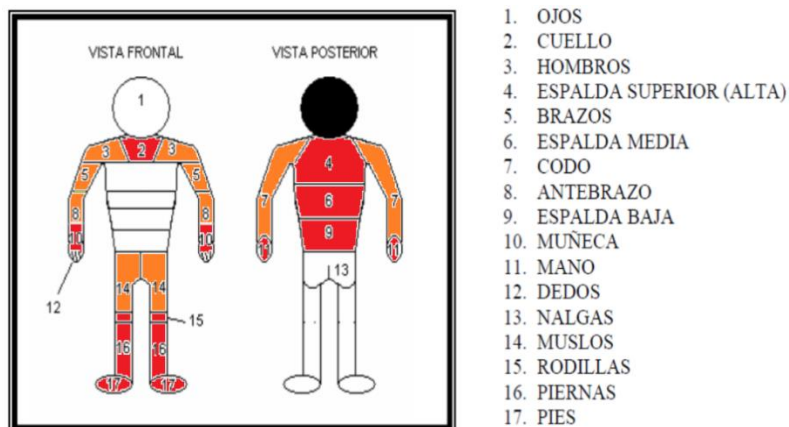 VISTA FRONTAL
VISTA POSTERIOR
1
3 2 3
5 5
8 8
10 10
12
14 14
15
16 16
17 17
4
7 7
6
9
11 11
13
1. OJOS
2. CUELLO
3. HOMBROS
4. ESPALDA SUPERIOR (ALTA)
5. BRAZOS
6. ESPALDA MEDIA
7. CODO
8. ANTEBRAZO
9. ESPALDA BAJA
10. MUÑECA
11. MANO
12. DEDOS
13. NALGAS
14. MUSLOS
15. RODILLAS
16. PIERNAS
17. PIES